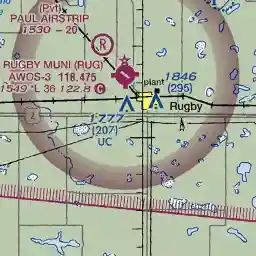 (Pvt)
PAUL AIRSTRIP
1530 - 20
R
RUGBY MUNI (RUG)
AWOS-3 118.475
1549 *L 36 122.8 C
plant
1846
(295)
Rugby
1777
(207)
UC
2